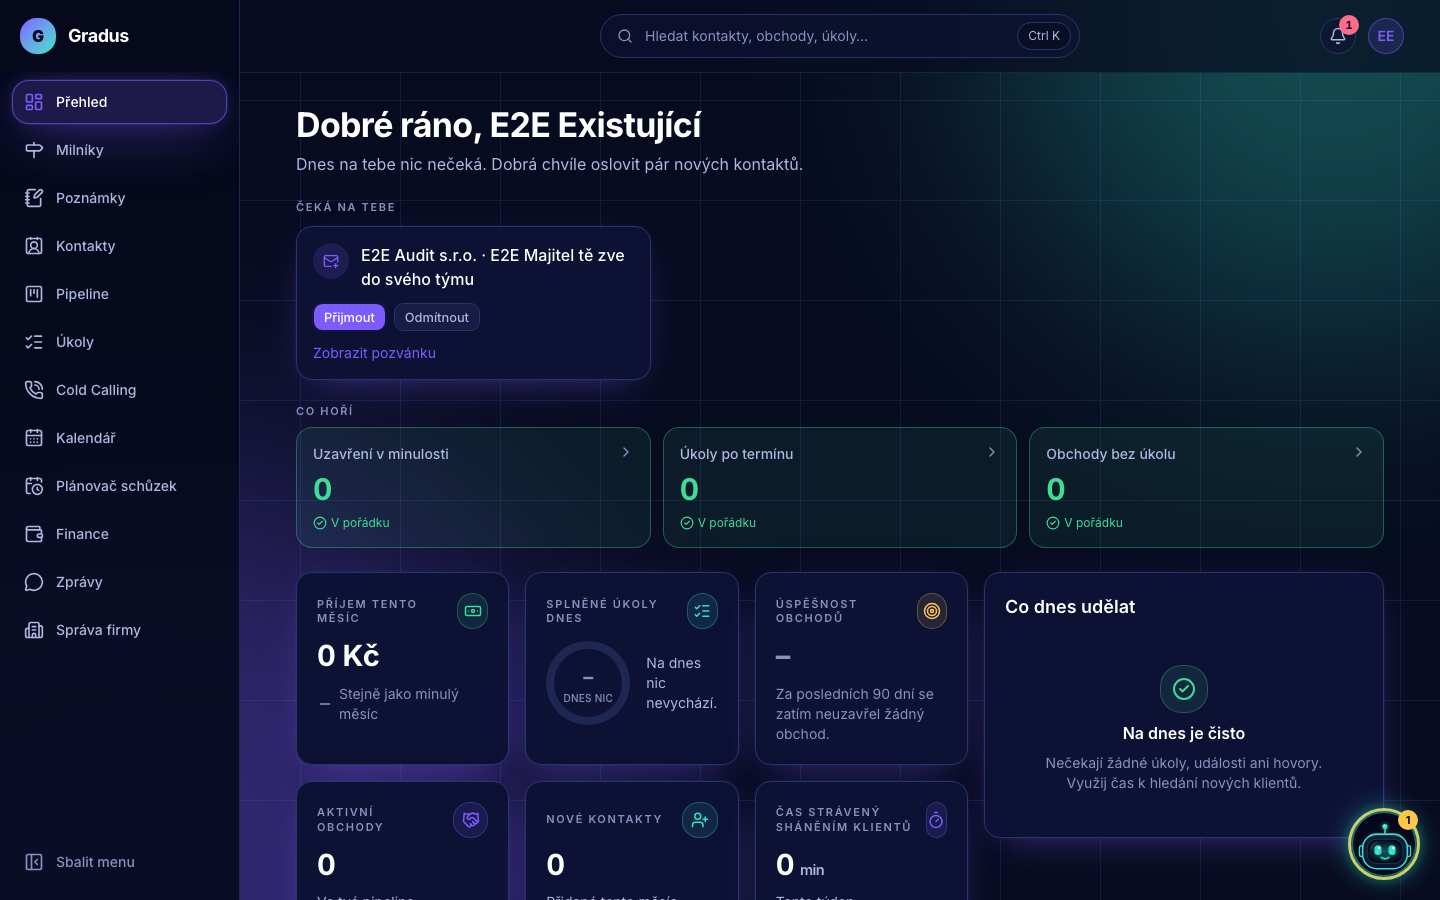 G
Gradus
Hledat kontakty, obchody, úkoly...
Ctrl K
1
EE
Přehled
Milníky
Poznámky
Kontakty
Pipeline
Úkoly
Cold Calling
Kalendář
Plánovač schůzek
Finance
Zprávy
Správa firmy
Sbalit menu
Dobré ráno, E2E Existující
Dnes na tebe nic nečeká. Dobrá chvíle oslovit pár nových kontaktů.
ČEKÁ NA TEBE
E2E Audit s.r.o. · E2E Majitel tě zve
do svého týmu
Přijmout
Odmítnout
Zobrazit pozvánku
CO HOŘÍ
Uzavření v minulosti
0
V pořádku
Úkoly po termínu
0
V pořádku
Obchody bez úkolu
0
V pořádku
PŘÍJEM TENTO
MĚSÍC
0 Kč
– Stejně jako minulý
měsíc
SPLNĚNÉ ÚKOLY
DNES
–
DNES NIC
Na dnes
nic
nevychází.
ÚSPĚŠNOST
OBCHODŮ
–
Za posledních 90 dní se
zatím neuzavřel žádný
obchod.
Co dnes udělat
Na dnes je čisto
Nečekají žádné úkoly, události ani hovory.
Využij čas k hledání nových klientů.
AKTIVNÍ
OBCHODY
0
NOVÉ KONTAKTY
0
ČAS STRÁVENÝ
SHÁNĚNÍM KLIENTŮ
0 min
1